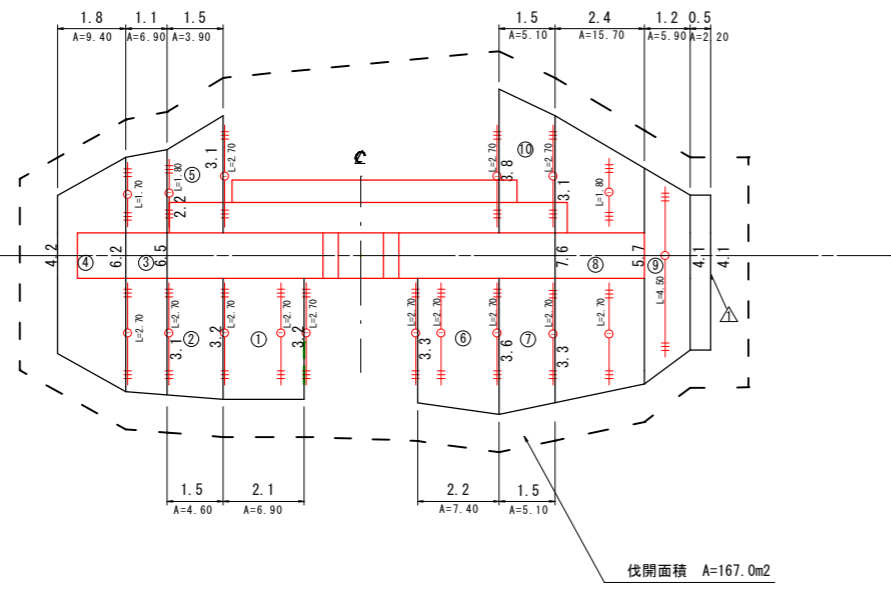 1.8 1.1 1.5 1.5 2.4 1.2 0.5
A=9.40 A=6.90 A=3.90 A=5.10 A=15.70 A=5.90 A=2.20
℄
3.1 L=2.70 L=2.70 3.8 ⑩
L=1.70 L=1.80 ⑤ 2.2 L=2.70 3.1 L=1.80
4.2 ④ 6.2 ③ 6.5 7.6 ⑧ 5.7 ⑨ 4.1 4.1
L=4.50
L=2.70 L=2.70 L=2.70 L=2.70 L=2.70 L=2.70 L=2.70 L=2.70 L=2.70
3.1 ② 3.2 ① 3.2 3.3 ⑥ 3.6 ⑦ 3.3
1
1.5 2.1 2.2 1.5
A=4.60 A=6.90 A=7.40 A=5.10
伐開面積 A=167.0m2